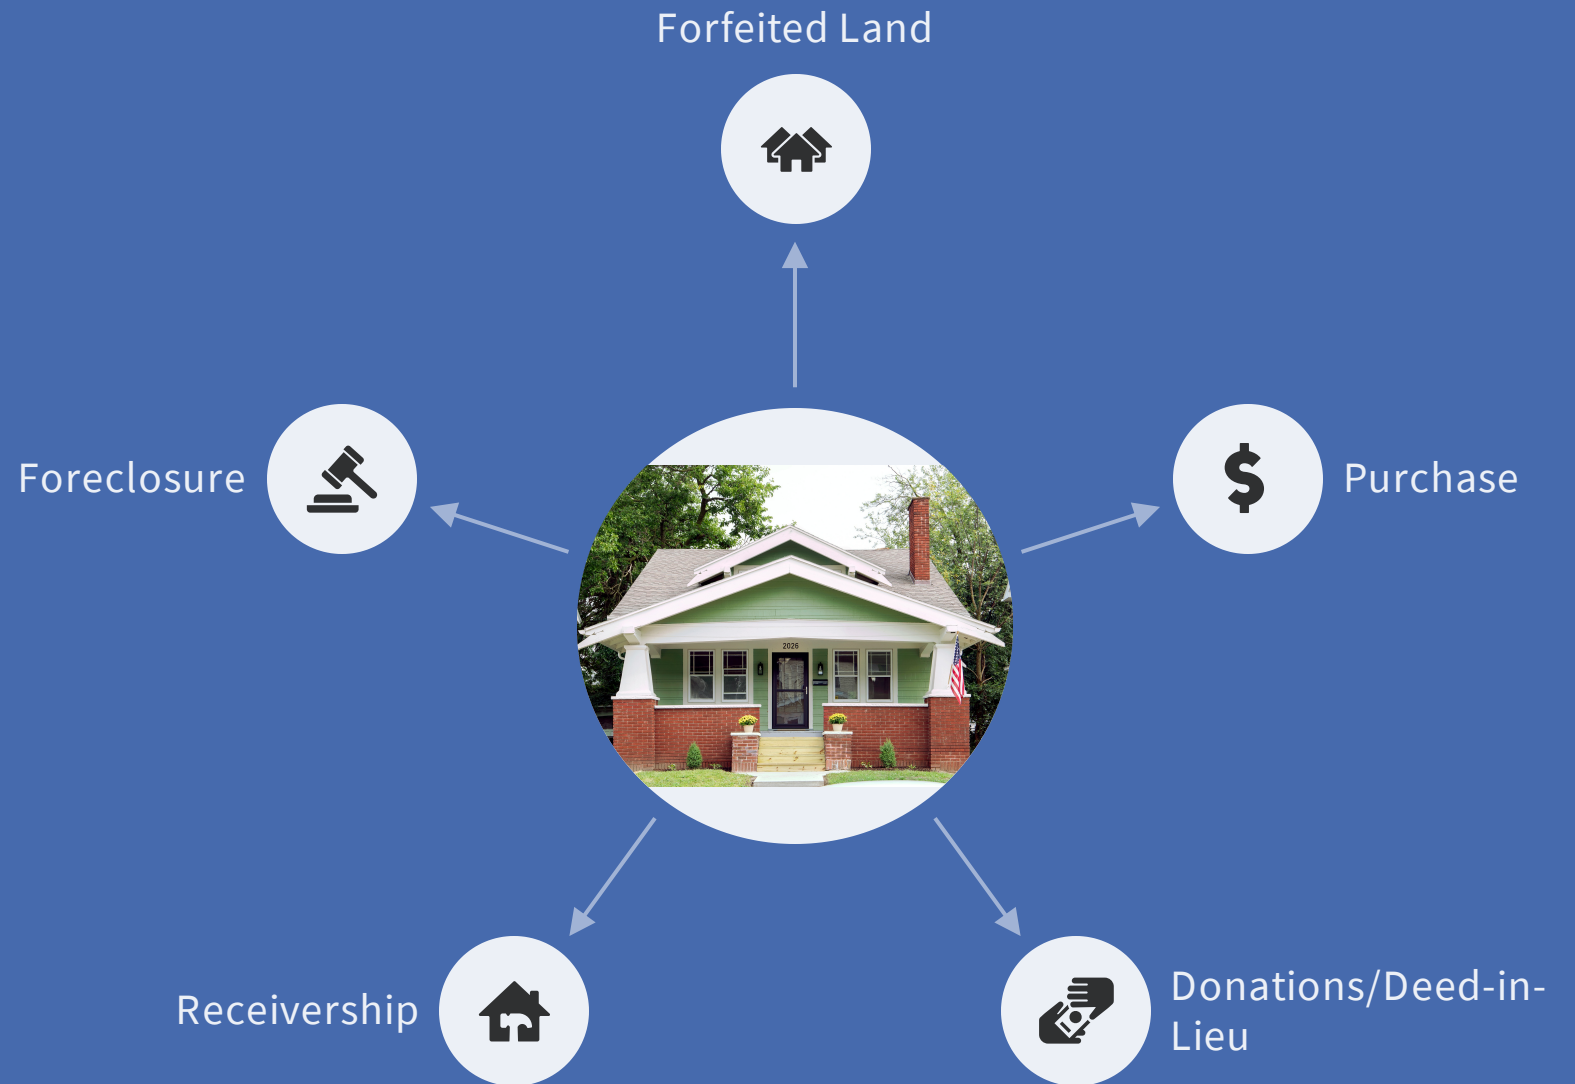 Forfeited Land
Foreclosure
Purchase
2026
Receivership
Donations/Deed-in-
Lieu